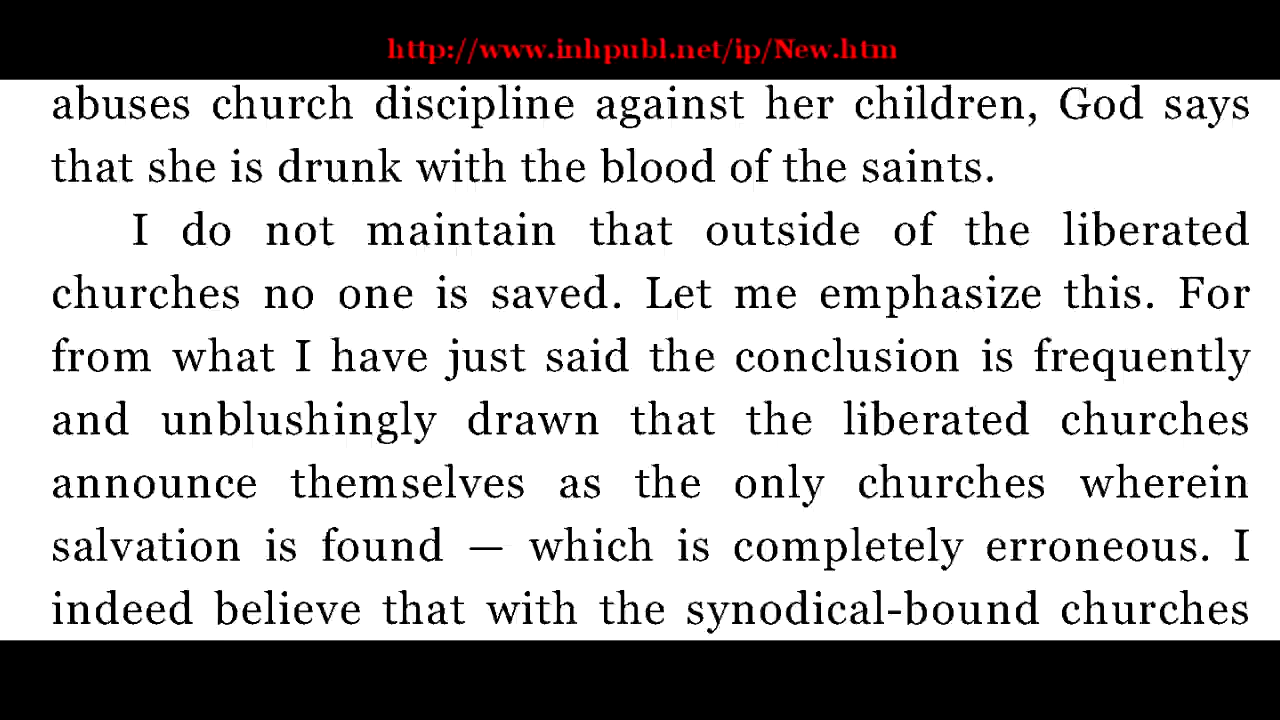 http://www.inhpubl.net/ip/New.htm
abuses church discipline against her children, God says
that she is drunk with the blood of the saints.
I do not maintain that outside of the liberated
churches no one is saved. Let me emphasize this. For
from what I have just said the conclusion is frequently
and unblushingly drawn that the liberated churches
announce themselves as the only churches wherein
salvation is found — which is completely erroneous. I
indeed believe that with the synodical-bound churches